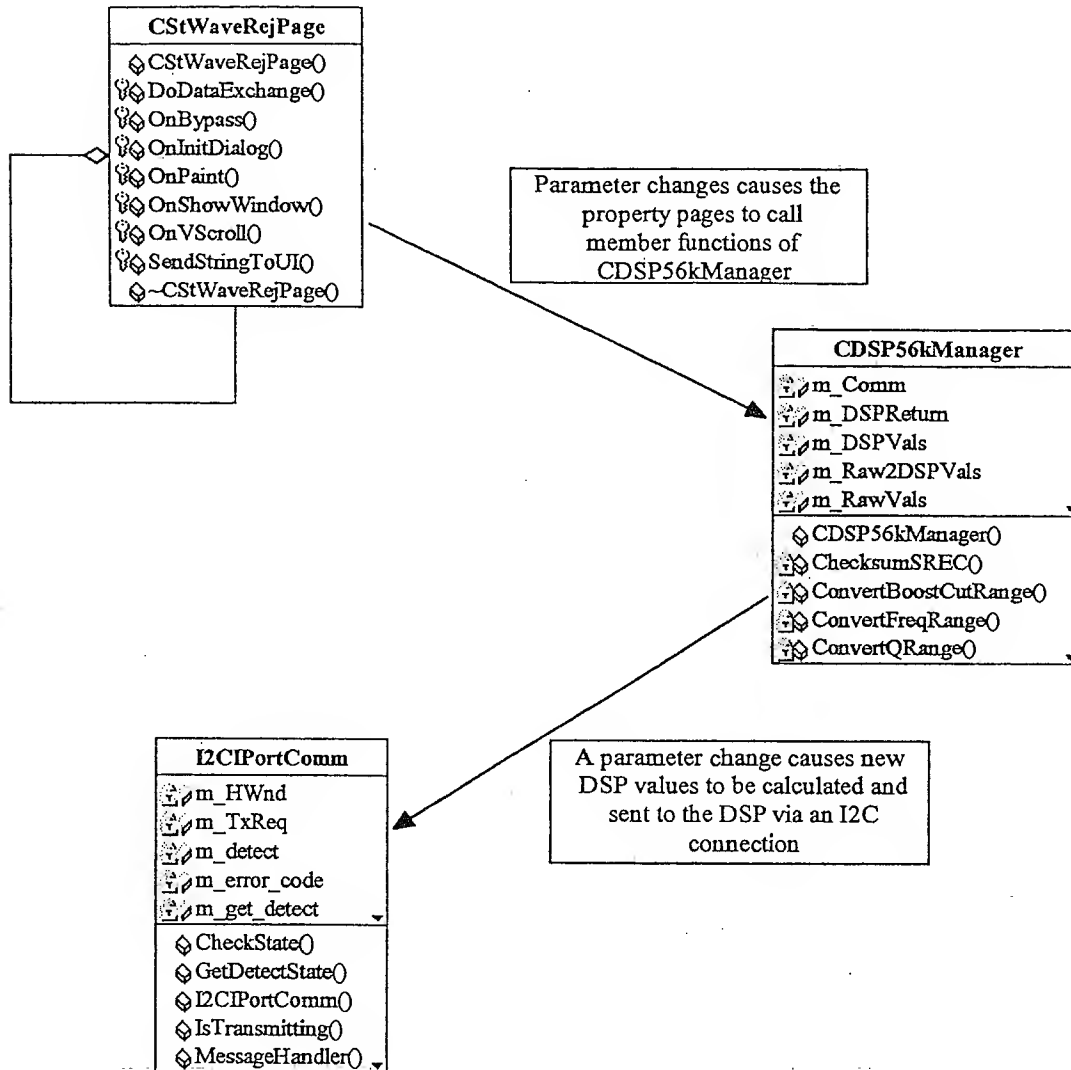 CStWaveRejPage
CStWaveRejPage()
DoDataExchange()
OnBypass()
OnInitDialog()
OnPaint()
OnShowWindow()
OnVScroll()
SendStringToUI()
~CStWaveRejPage()
Parameter changes causes the
property pages to call
member functions of
CDSP56kManager
CDSP56kManager
m_Comm
m_DSPReturn
m_DSPVals
m_Raw2DSPVals
m_RawVals
CDSP56kManager()
ChecksumSREC()
ConvertBoostCutRange()
ConvertFreqRange()
ConvertQRange()
I2CIPortComm
m_HWnd
m_TxReq
m_detect
m_error_code
m_get_detect
CheckState()
GetDetectState()
I2CIPortComm()
IsTransmitting()
MessageHandler()
A parameter change causes new
DSP values to be calculated and
sent to the DSP via an I2C
connection